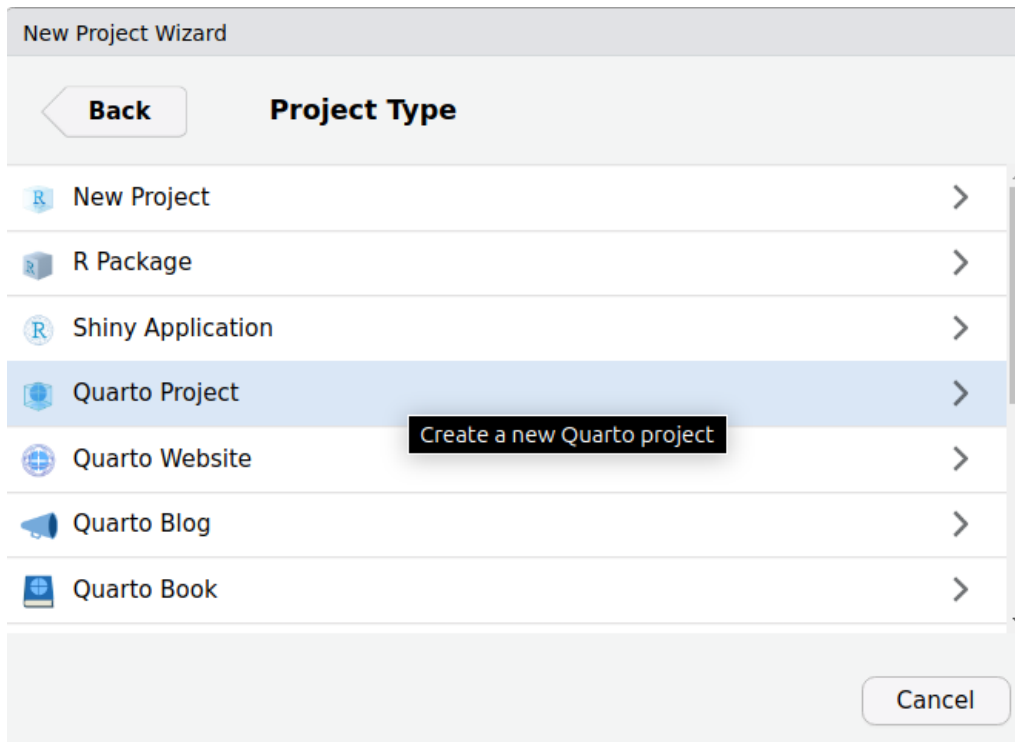 New Project Wizard
Back
Project Type
R New Project
R R Package
R Shiny Application
Quarto Project
Create a new Quarto project
Quarto Website
Quarto Blog
Quarto Book
Cancel